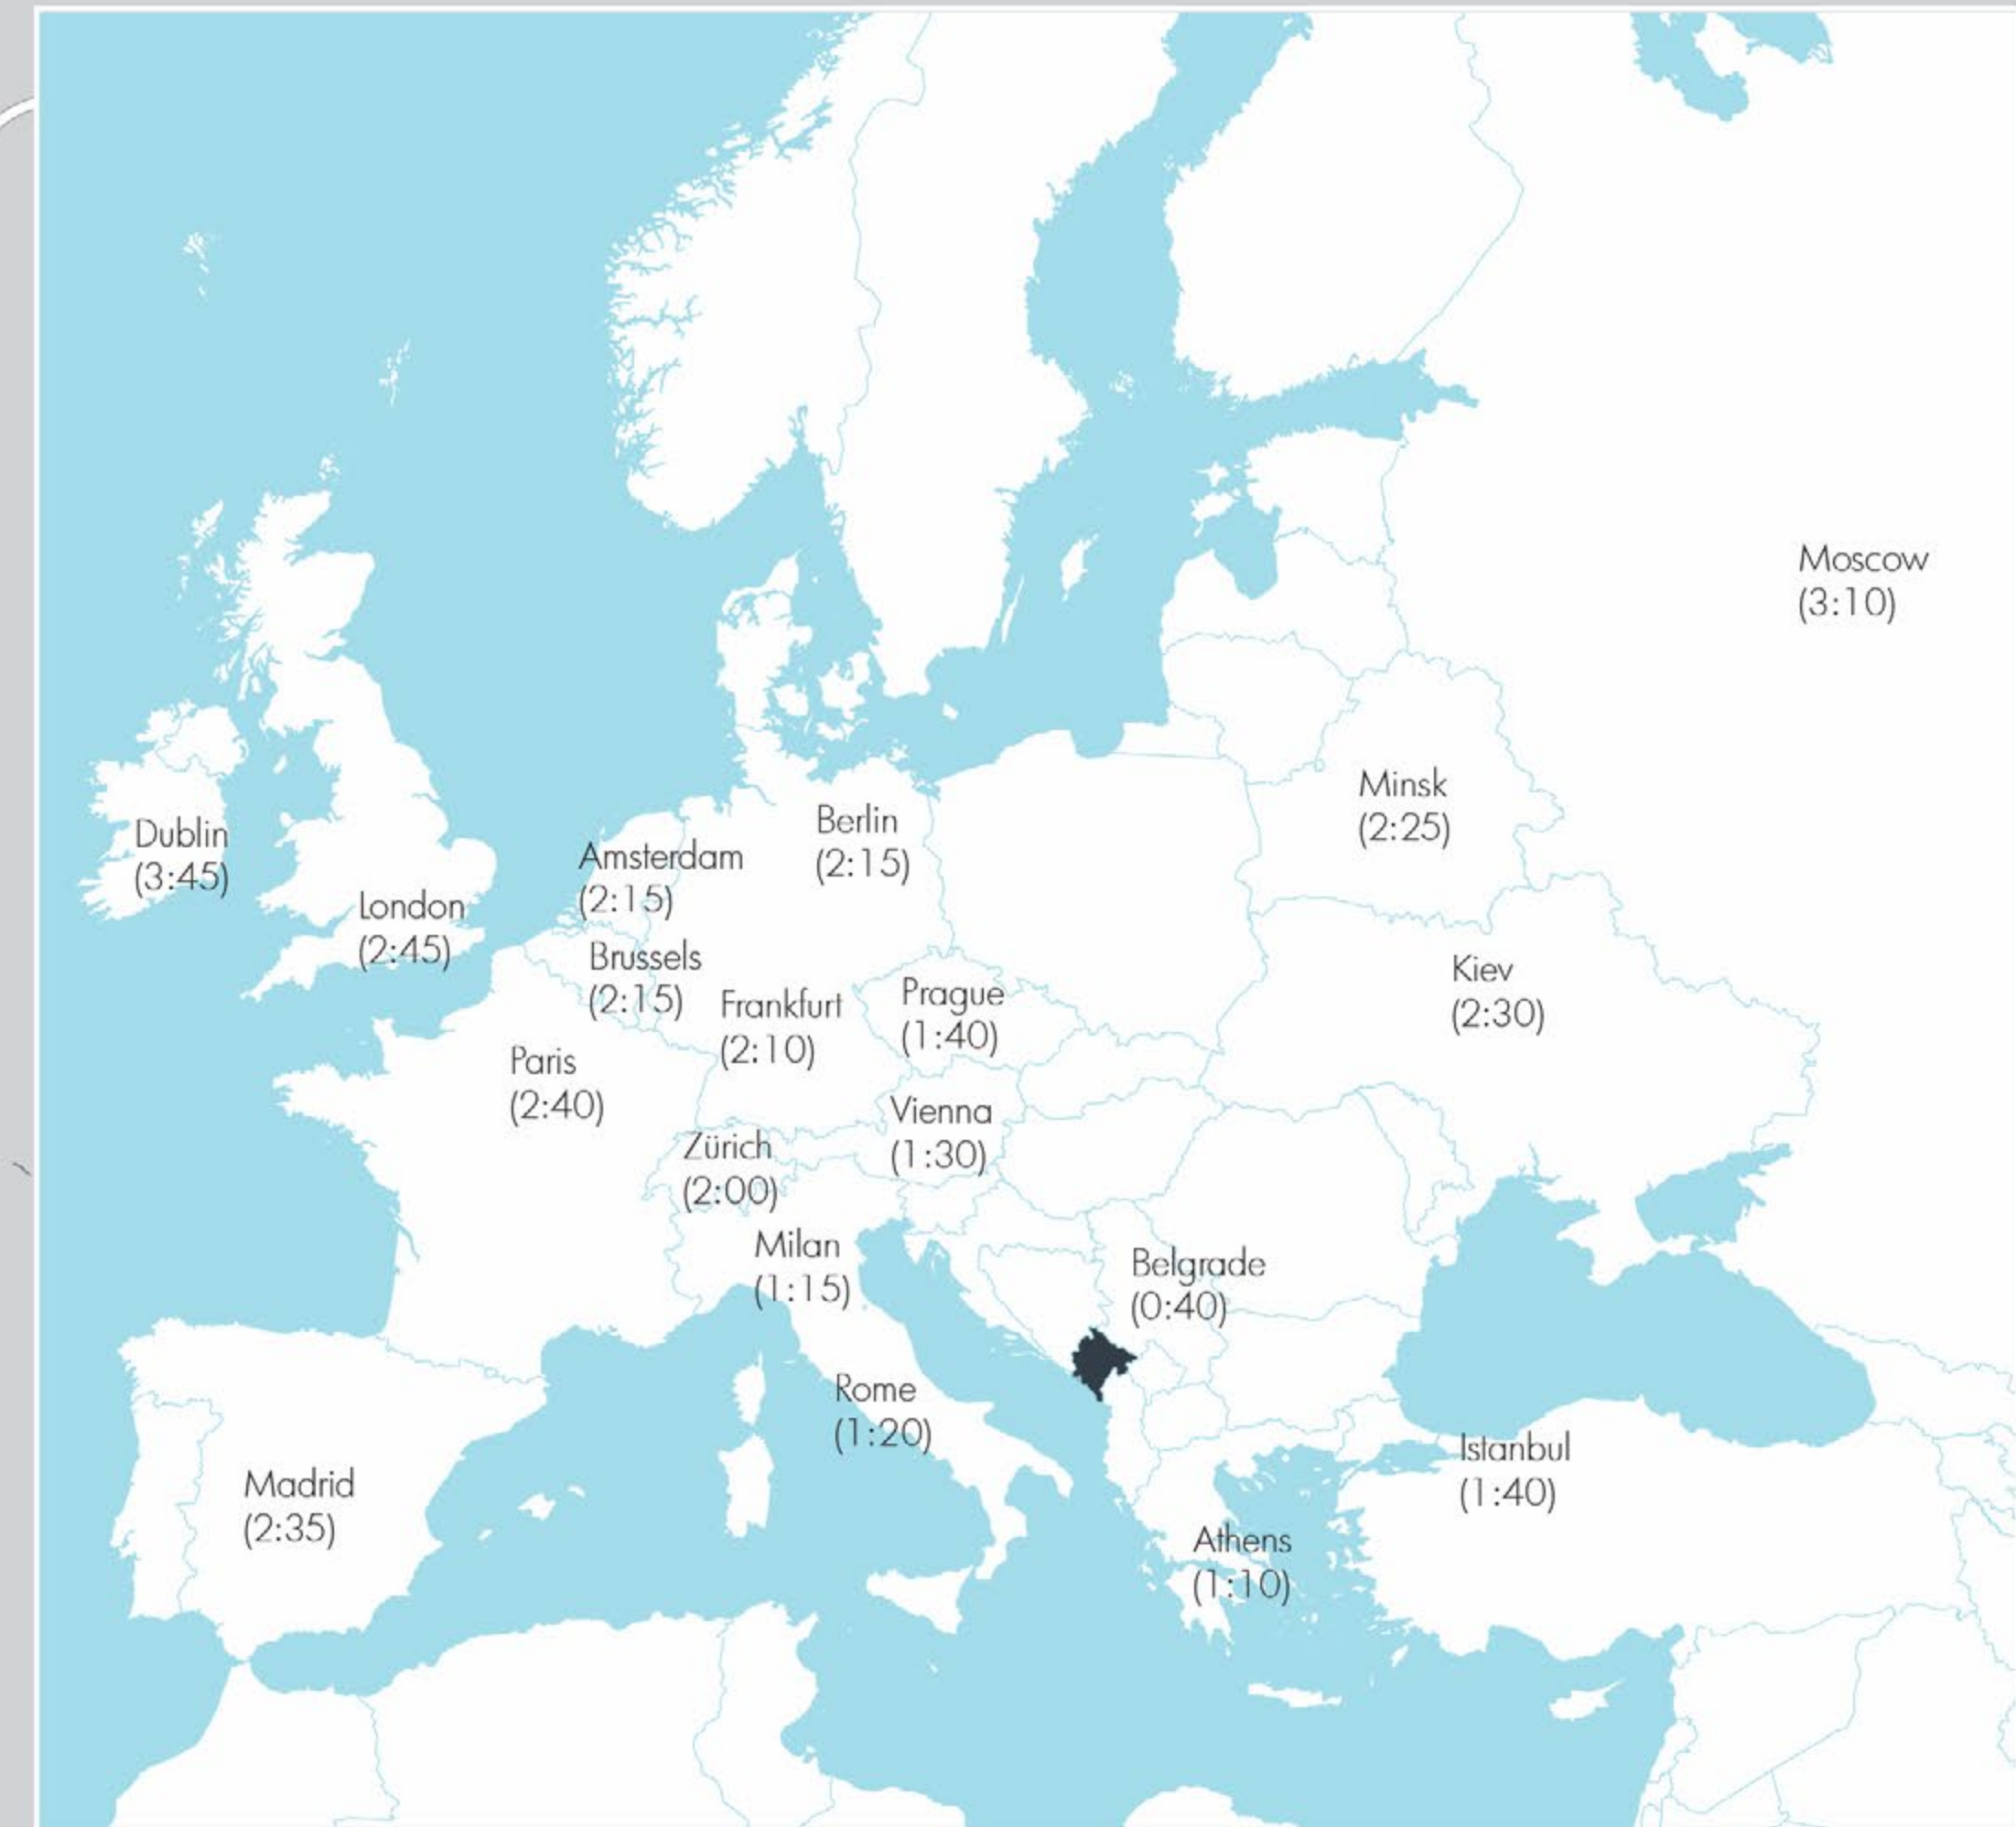 Moscow
(3:10)
Minsk
(2:25)
Berlin
(2:15)
Dublin
(3:45)
Amsterdam
(2:15)
London
(2:45)
Brussels
(2:15)
Kiev
(2:30)
Prague
(1:40)
Frankfurt
(2:10)
Paris
(2:40)
Vienna
(1:30)
Zürich
(2:00)
Milan
(1:15)
Belgrade
(0:40)
Rome
(1:20)
Istanbul
(1:40)
Madrid
(2:35)
Athens
(1:10)